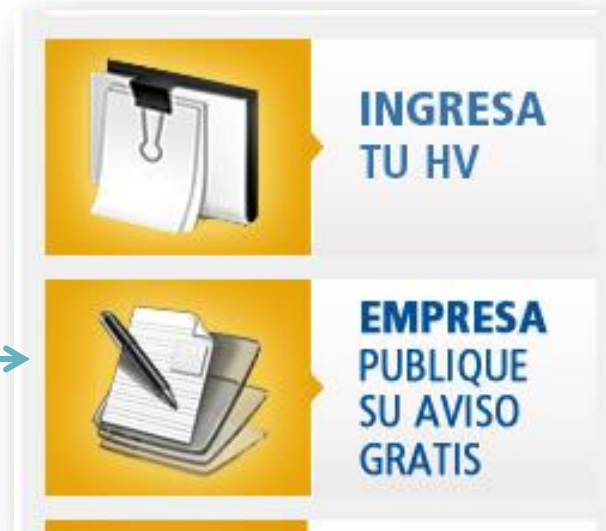 INGRESA
TU HV
EMPRESA
PUBLIQUE
SU AVISO
GRATIS